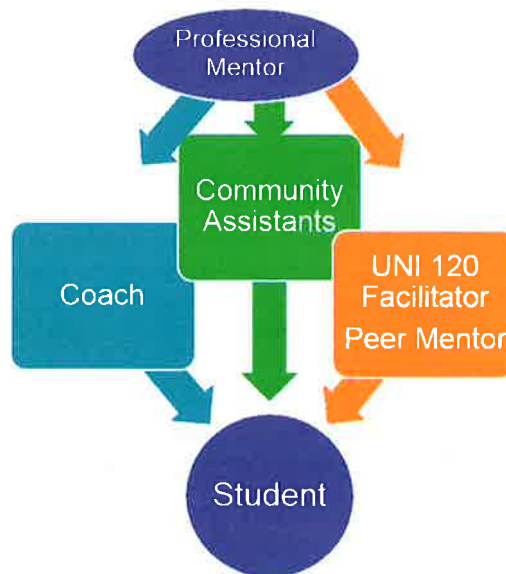 Professional
Mentor
Community
Assistants
Coach
UNI 120
Facilitator
Peer Mentor
Student